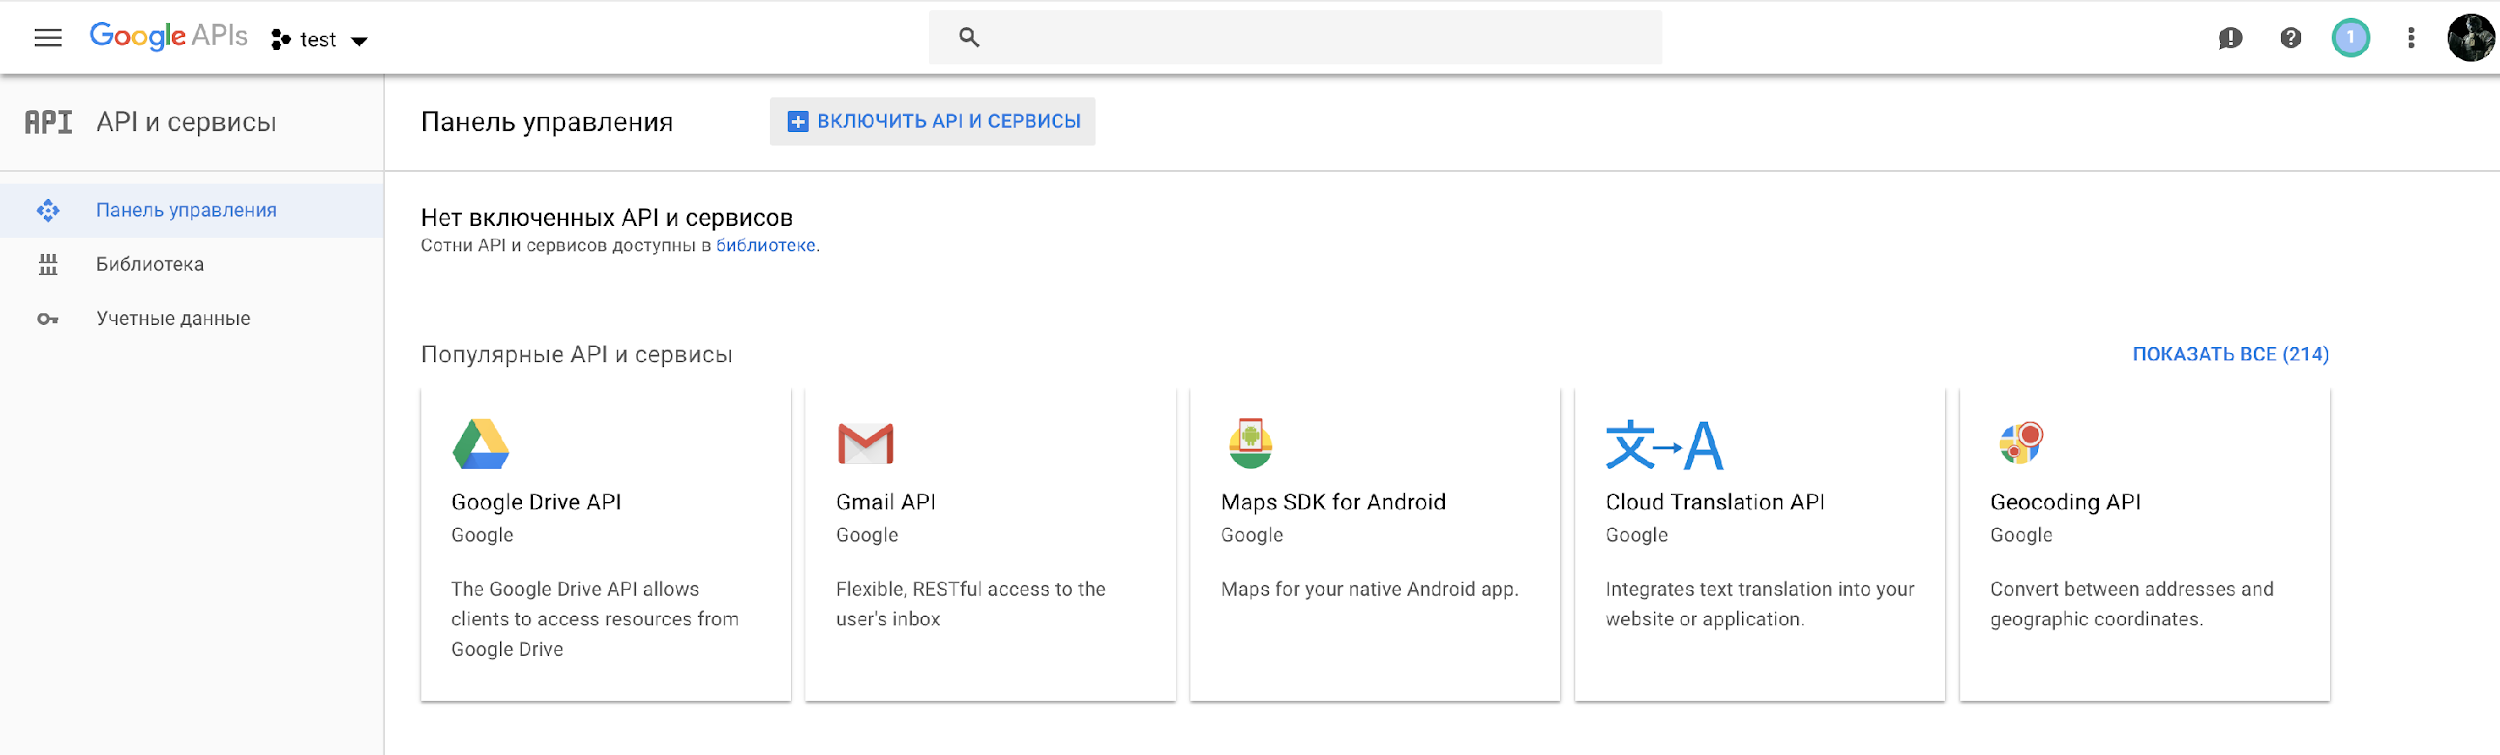 Google APIs
test
1
API API и сервисы
Панель управления
ВКЛЮЧИТЬ API И СЕРВИСЫ
Панель управления
Библиотека
Учетные данные
Нет включенных API и сервисов
Сотни API и сервисов доступны в библиотеке.
Популярные API и сервисы
ПОКАЗАТЬ ВСЕ (214)
Google Drive API
Google
The Google Drive API allows
clients to access resources from
Google Drive
Gmail API
Google
Flexible, RESTful access to the
user's inbox
Maps SDK for Android
Google
Maps for your native Android app.
文→A
Cloud Translation API
Google
Integrates text translation into your
website or application.
Geocoding API
Google
Convert between addresses and
geographic coordinates.